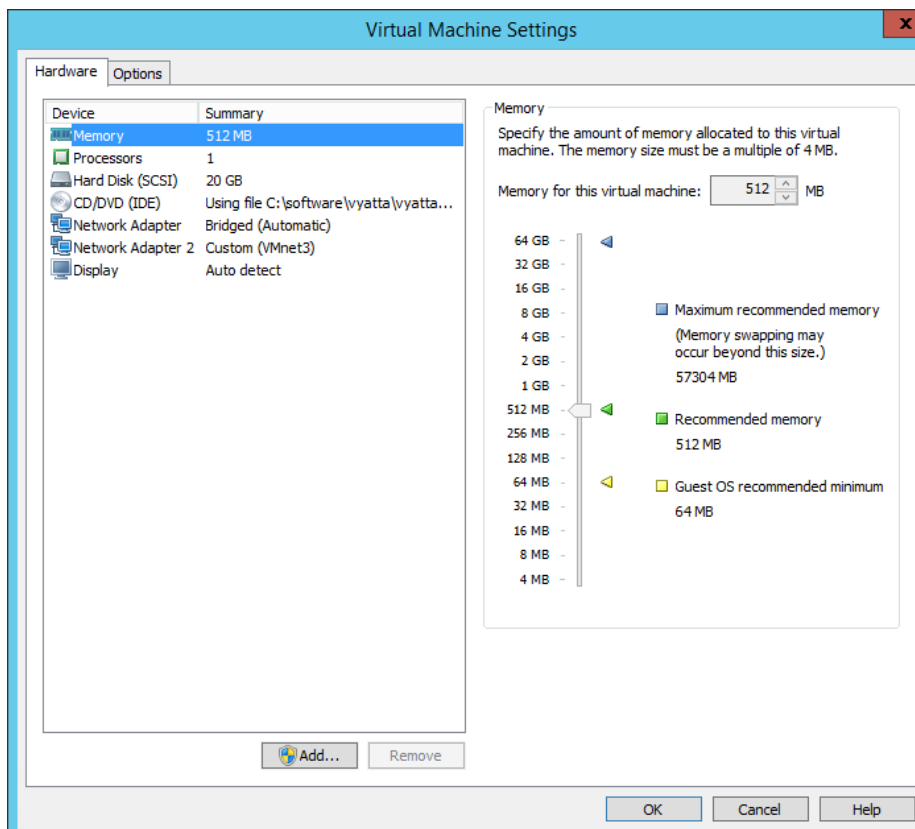 Virtual Machine Settings
x
Hardware Options
Device Summary
Memory 512 MB
Processors 1
Hard Disk (SCSI) 20 GB
CD/DVD (IDE) Using file C:\software\vyatta\vyatta...
Network Adapter Bridged (Automatic)
Network Adapter 2 Custom (VMnet3)
Display Auto detect
Add... Remove
Memory
Specify the amount of memory allocated to this virtual
machine. The memory size must be a multiple of 4 MB.
Memory for this virtual machine: 512 MB
64 GB
32 GB
16 GB
8 GB
4 GB
2 GB
1 GB
512 MB
256 MB
128 MB
64 MB
32 MB
16 MB
8 MB
4 MB
Maximum recommended memory
(Memory swapping may
occur beyond this size.)
57304 MB
Recommended memory
512 MB
Guest OS recommended minimum
64 MB
OK Cancel Help